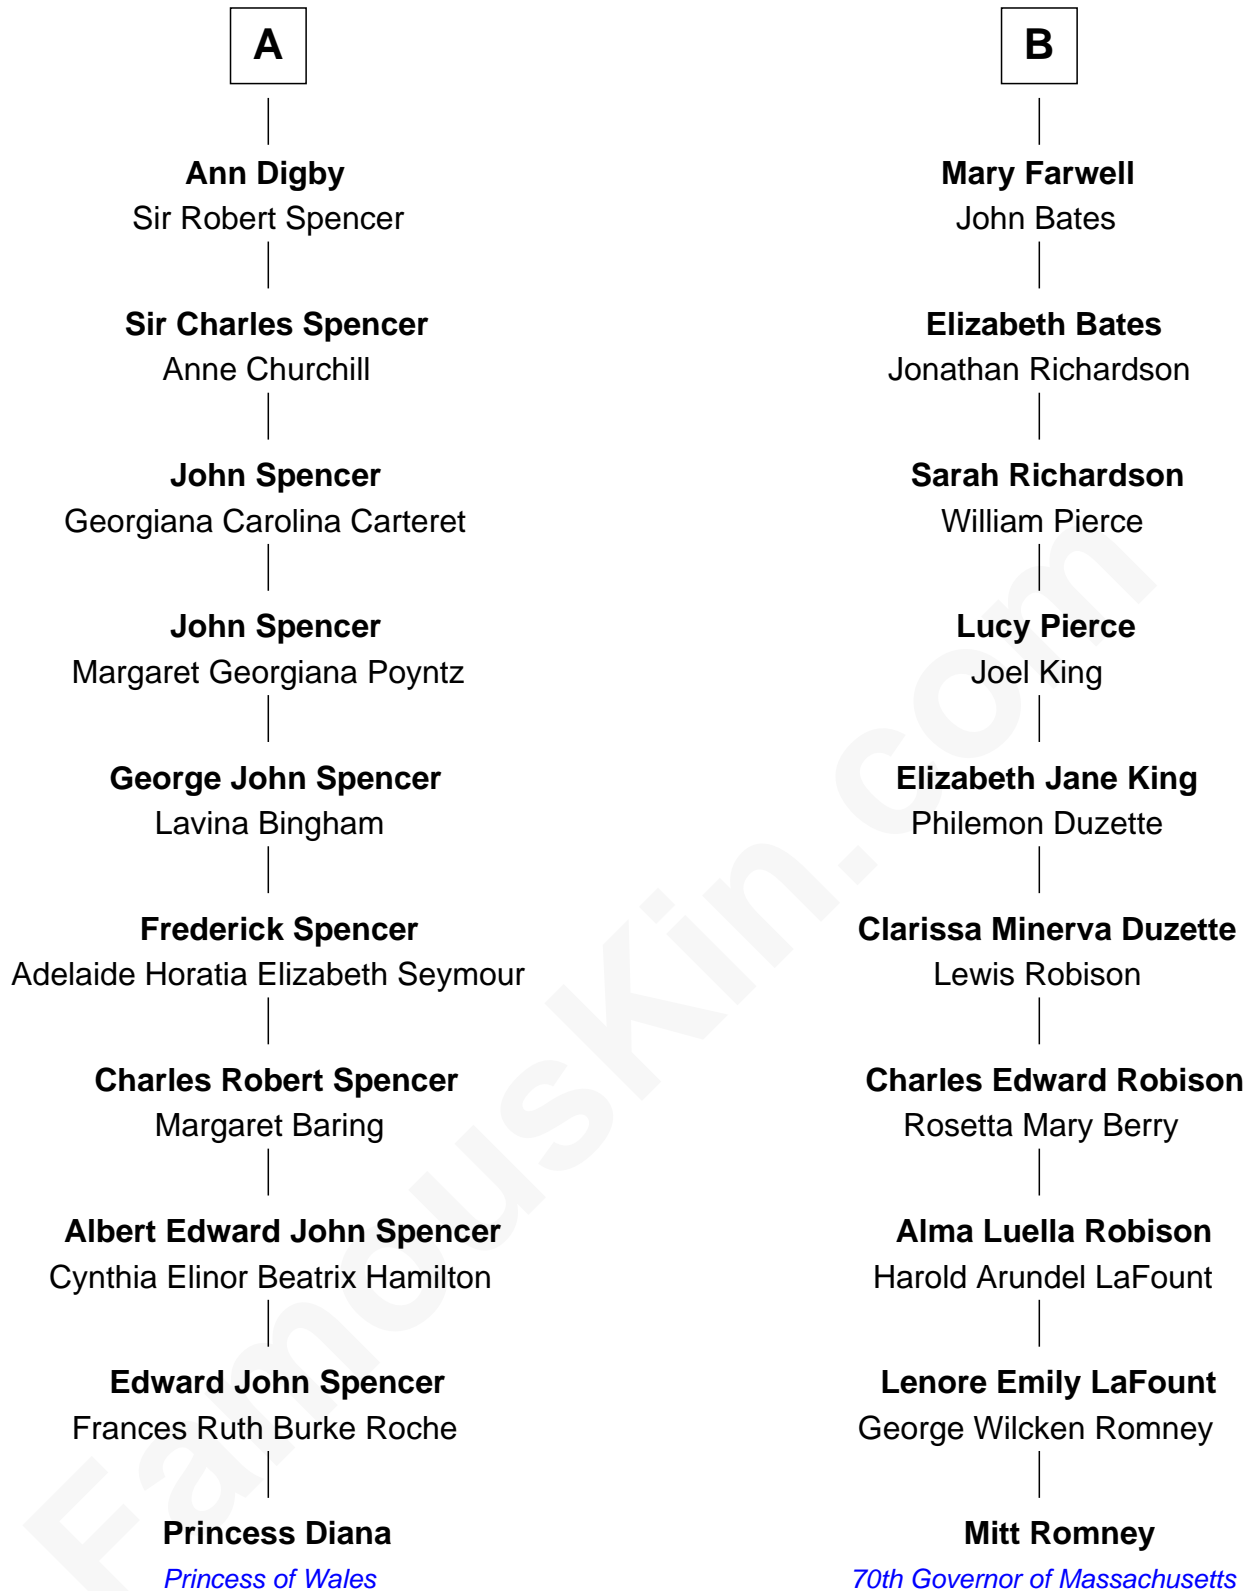 A
Ann Digby
Sir Robert Spencer
Sir Charles Spencer
Anne Churchill
John Spencer
Georgiana Carolina Carteret
John Spencer
Margaret Georgiana Poyntz
George John Spencer
Lavina Bingham
Frederick Spencer
Adelaide Horatia Elizabeth Seymour
Charles Robert Spencer
Margaret Baring
Albert Edward John Spencer
Cynthia Elinor Beatrix Hamilton
Edward John Spencer
Frances Ruth Burke Roche
Princess Diana
Princess of Wales
B
Mary Farwell
John Bates
Elizabeth Bates
Jonathan Richardson
Sarah Richardson
William Pierce
Lucy Pierce
Joel King
Elizabeth Jane King
Philemon Duzette
Clarissa Minerva Duzette
Lewis Robison
Charles Edward Robison
Rosetta Mary Berry
Alma Luella Robison
Harold Arundel LaFount
Lenore Emily LaFount
George Wilcken Romney
Mitt Romney
70th Governor of Massachusetts
FamousKin.com